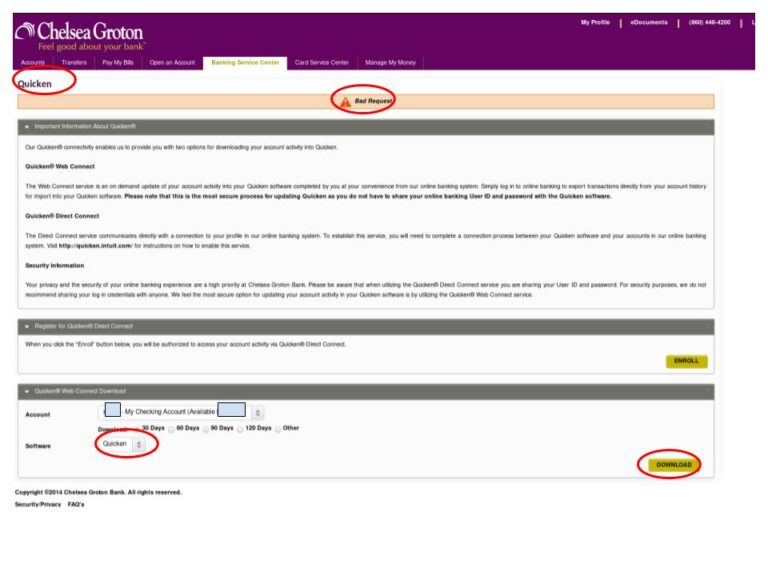 My Profile | eDocuments | (860) 448-4200 |
Chelsea Groton
Feel good about your bank
Accounts Transfers Pay My Bills Open an Account Banking Service Center Card Service Center Manage My Money
Quicken
Bad Request
Important Information About Quicken®
Our Quicken® connectivity enables us to provide you with two options for downloading your account activity into Quicken.
Quicken® Web Connect
The Web Connect service is an on demand update of your account activity into your Quicken software completed by you at your convenience from our online banking system. Simply log in to online banking to export transactions directly from your account history
for import into your Quicken software. Please note that this is the most secure process for updating Quicken as you do not have to share your online banking User ID and password with the Quicken software.
Quicken® Direct Connect
The Direct Connect service communicates directly with a connection to your profile in our online banking system. To establish this service, you will need to complete a connection process between your Quicken software and your accounts in our online banking
system. Visit http://quicken.intuit.com/ for instructions on how to enable this service.
Security Information
Your privacy and the security of your online banking experience are a high priority at Chelsea Groton Bank. Please be aware that when utilizing the Quicken® Direct Connect service you are sharing your User ID and password. For security purposes, we do not
recommend sharing your log in credentials with anyone. We feel the most secure option for updating your account activity in your Quicken software is by utilizing the Quicken® Web Connect service.
Register for Quicken® Direct Connect
When you click the "Enroll" button below, you will be authorized to access your account activity via Quicken® Direct Connect.
ENROLL
Quicken® Web Connect Download
Account - My Checking Account (Available
30 Days 60 Days 90 Days 120 Days Other
Software Quicken
DOWNLOAD
Copyright ©2014 Chelsea Groton Bank. All rights reserved.
Security/Privacy FAQ's